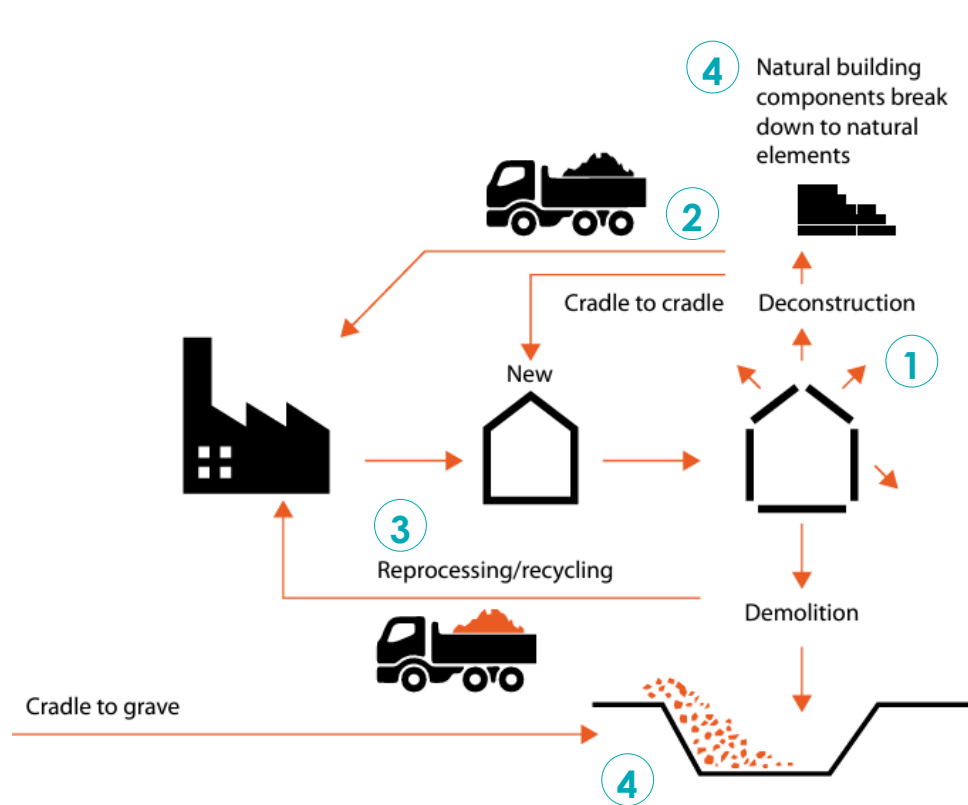 4
Natural building
components break
down to natural
elements
2
Cradle to cradle
Deconstruction
1
New
3
Reprocessing/recycling
Demolition
Cradle to grave
4